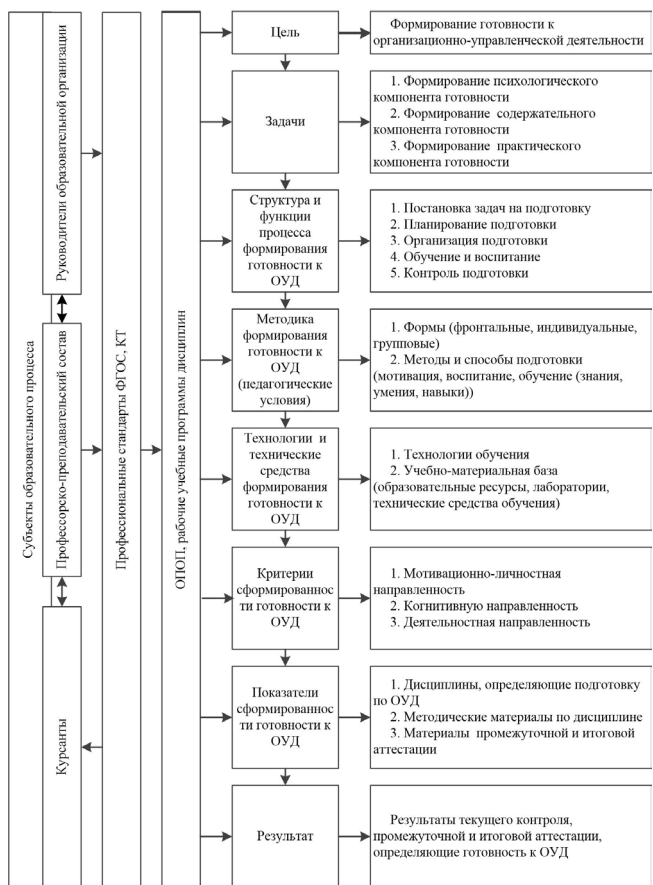 Субъекты образовательного процесса
Руководители образовательной организации
Профессорско-преподавательский состав
Курсанты
Профессиональные стандарты ФГОС, КТ
ОПОП, рабочие учебные программы дисциплин
Цель
Формирование готовности к
организационно-управленческой деятельности
Задачи
1. Формирование психологического
компонента готовности
2. Формирование содержательного
компонента готовности
3. Формирование практического
компонента готовности
Структура и
функции
процесса
формирования
готовности к
ОУД
1. Постановка задач на подготовку
2. Планирование подготовки
3. Организация подготовки
4. Обучение и воспитание
5. Контроль подготовки
Методика
формирования
готовности к
ОУД
(педагогические
условия)
1. Формы (фронтальные, индивидуальные,
групповые)
2. Методы и способы подготовки
(мотивация, воспитание, обучение (знания,
умения, навыки))
Технологии и
технические
средства
формирования
готовности к
ОУД
1. Технологии обучения
2. Учебно-материальная база
(образовательные ресурсы, лаборатории,
технические средства обучения)
Критерии
сформированнос
ти готовности к
ОУД
1. Мотивационно-личностная
направленность
2. Когнитивную направленность
3. Деятельностная направленность
Показатели
сформированнос
ти готовности к
ОУД
1. Дисциплины, определяющие подготовку
по ОУД
2. Методические материалы по дисциплине
3. Материалы промежуточной и итоговой
аттестации
Результат
Результаты текущего контроля,
промежуточной и итоговой аттестации,
определяющие готовность к ОУД